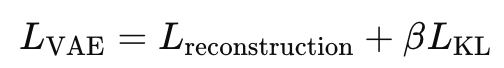 L_VAE = L_reconstruction + βL_KL